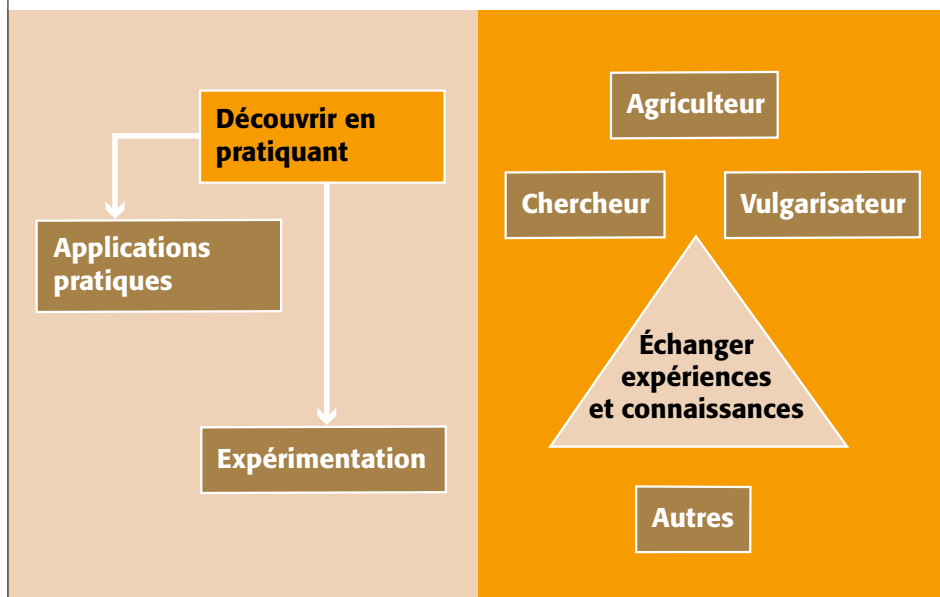 Découvrir en
pratiquant
Applications
pratiques
Expérimentation
Agriculteur
Chercheur
Vulgarisateur
Échanger
expériences
et connaissances
Autres